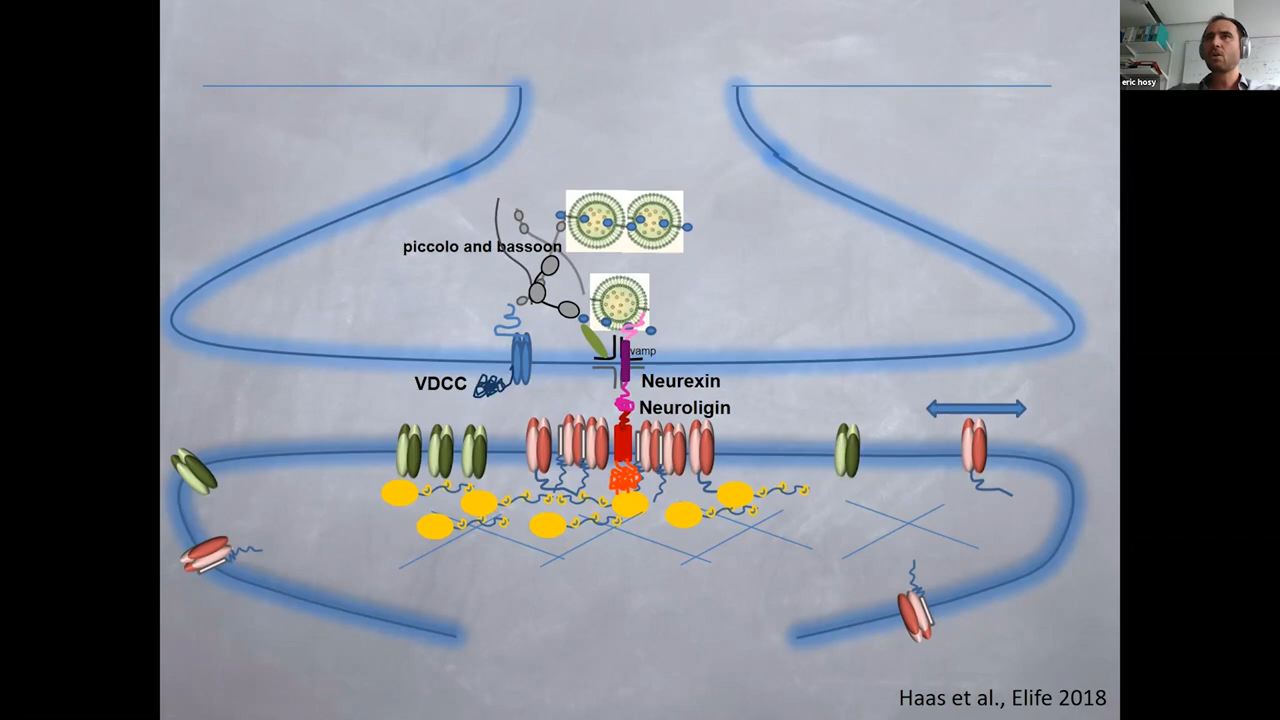 eric hosy
piccolo and bassoon
vamp
VDCC
Neurexin
Neuroligin
Haas et al., Elife 2018